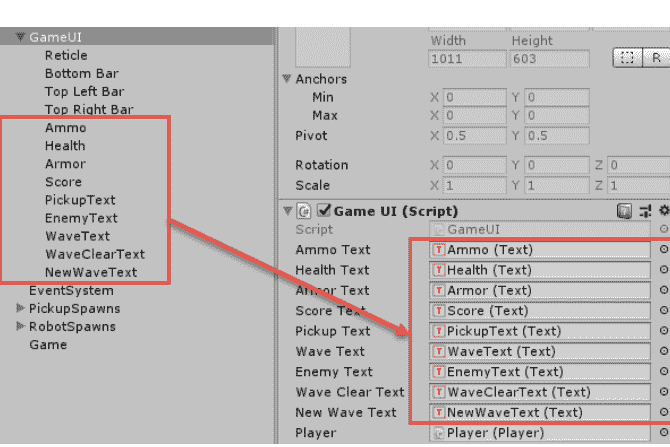 GameUI
Reticle
Bottom Bar
Top Left Bar
Top Right Bar
Ammo
Health
Armor
Score
PickupText
EnemyText
WaveText
WaveClearText
NewWaveText
EventSystem
PickupSpawns
RobotSpawns
Game
Width Height
1011 603
R
Anchors
Min X 0 Y 0
Max X 0 Y 0
Pivot X 0.5 Y 0.5
Rotation X 0 Y 0 Z 0
Scale X 1 Y 1 Z 1
Game UI (Script)
Script GameUI
Ammo Text Ammo (Text)
Health Text Health (Text)
Armor Text Armor (Text)
Score Text Score (Text)
Pickup Text PickupText (Text)
Wave Text WaveText (Text)
Enemy Text EnemyText (Text)
Wave Clear Text WaveClearText (Text)
New Wave Text NewWaveText (Text)
Player Player (Player)